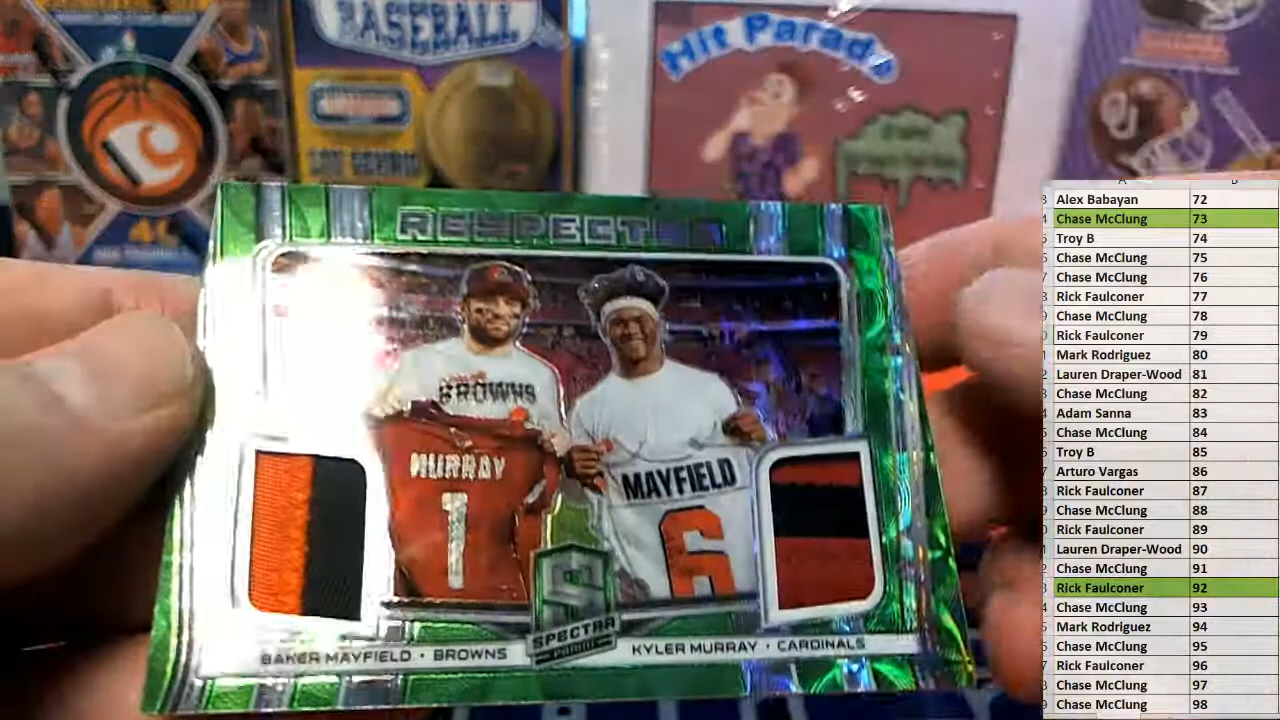 BASEBALL
Hit Parade
RESPECTED
BROWNS
MURRAY
1
MAYFIELD
6
SPECTRA
PANINI
BAKER MAYFIELD • BROWNS
KYLER MURRAY • CARDINALS
Alex Babayan 72
Chase McClung 73
Troy B 74
Chase McClung 75
Chase McClung 76
Rick Faulconer 77
Chase McClung 78
Rick Faulconer 79
Mark Rodriguez 80
Lauren Draper-Wood 81
Chase McClung 82
Adam Sanna 83
Chase McClung 84
Troy B 85
Arturo Vargas 86
Rick Faulconer 87
Chase McClung 88
Rick Faulconer 89
Lauren Draper-Wood 90
Chase McClung 91
Rick Faulconer 92
Chase McClung 93
Mark Rodriguez 94
Chase McClung 95
Rick Faulconer 96
Chase McClung 97
Chase McClung 98